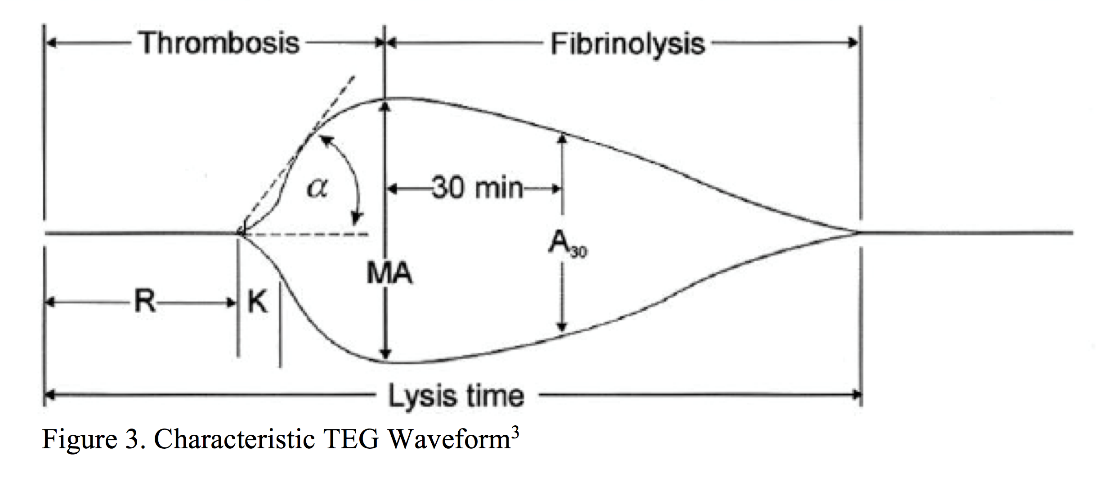 Thrombosis Fibrinolysis
α 30 min
A30
MA
R K
Lysis time
Figure 3. Characteristic TEG Waveform3